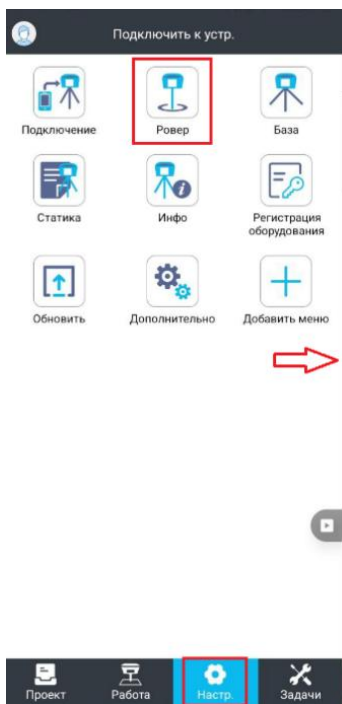 Подключить к устр.
Подключение
Ровер
База
Статика
Инфо
Регистрация
оборудования
Обновить
Дополнительно
Добавить меню
Проект
Работа
Настр.
Задачи